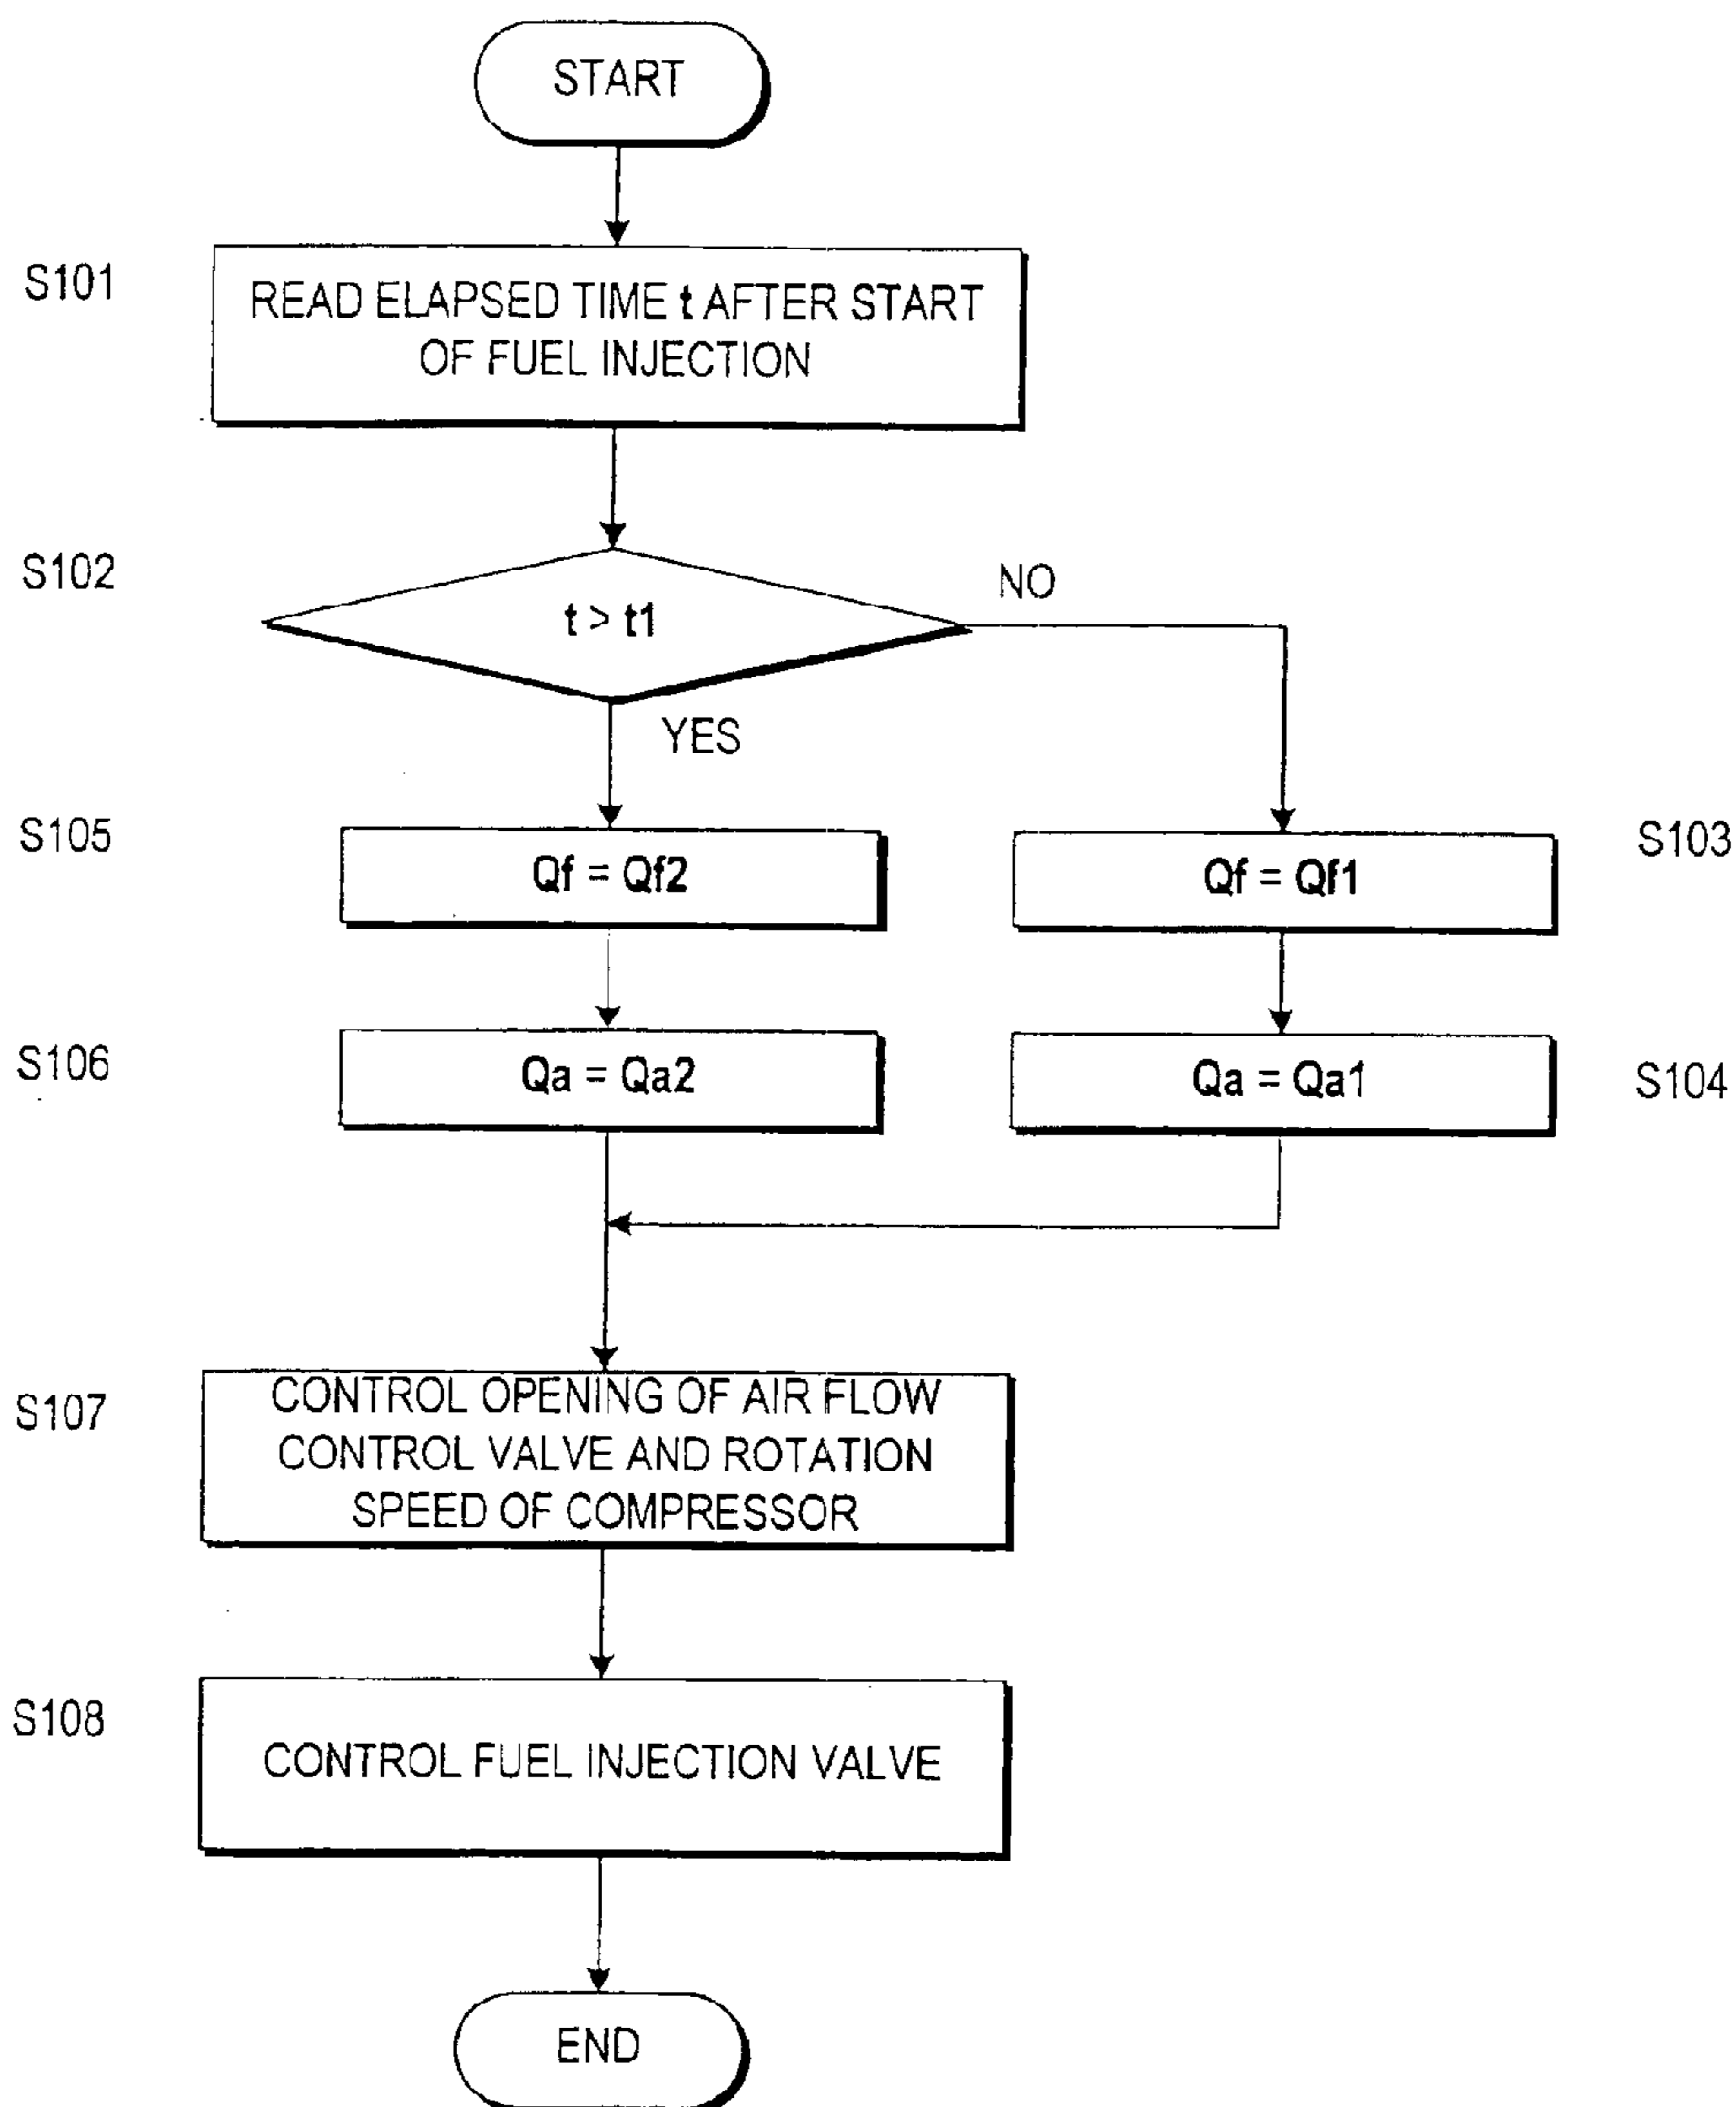 START
S101
READ ELAPSED TIME t AFTER START
OF FUEL INJECTION
S102
t > t1
NO
YES
S105
Qf = Qf2
Qf = Qf1
S103
S106
Qa = Qa2
Qa = Qa1
S104
S107
CONTROL OPENING OF AIR FLOW
CONTROL VALVE AND ROTATION
SPEED OF COMPRESSOR
S108
CONTROL FUEL INJECTION VALVE
END